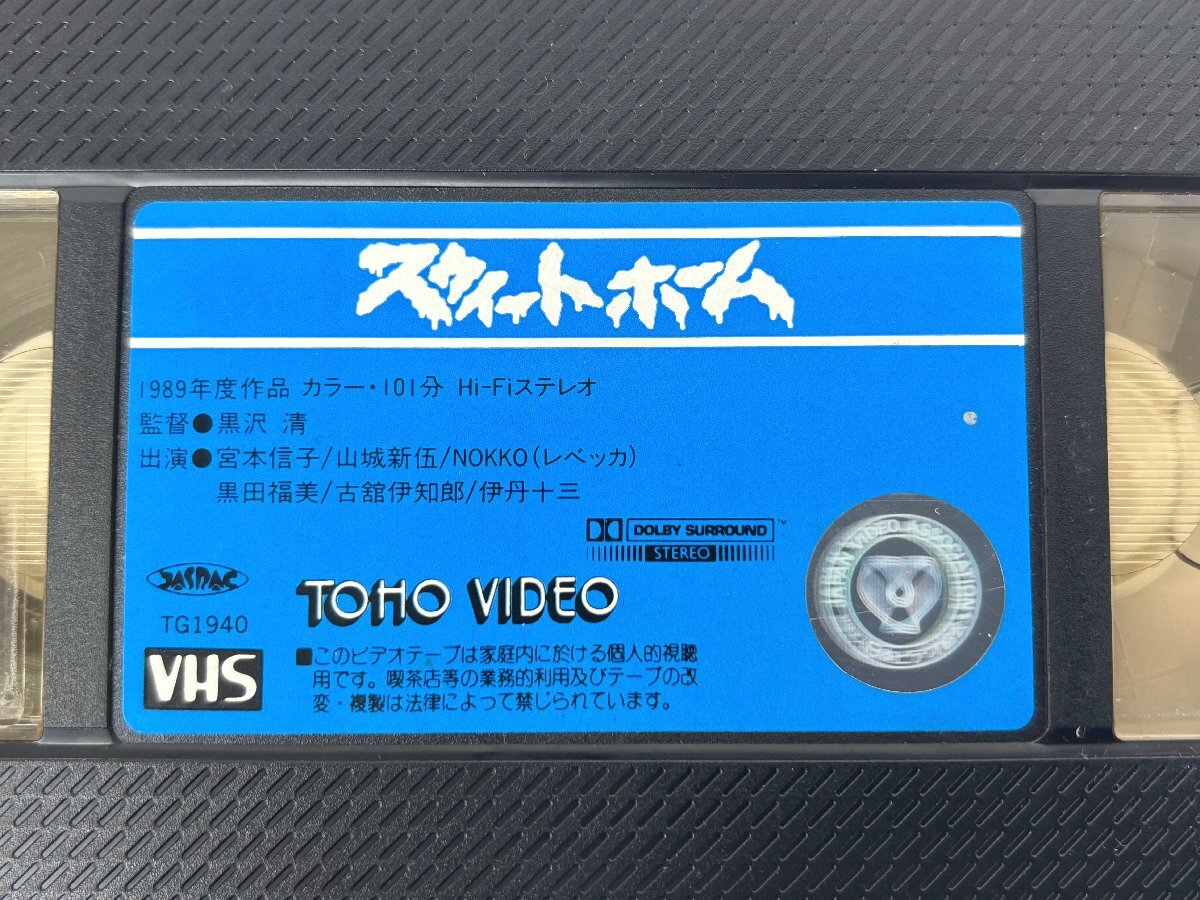 スウィートホーム
1989年度作品 カラー・101分 Hi-Fiステレオ
監督●黒沢 清
出演●宮本信子/山城新伍/NOKKO(レベッカ)
黒田福美/古舘伊知郎/伊丹十三
DOLBY SURROUND
STEREO
JASRAC
TG1940
TOHO VIDEO
VHS
■このビデオテープは家庭内に於ける個人的視聴
用です。喫茶店等の業務的利用及びテープの改
変・複製は法律によって禁じられています。
JAPAN VIDEO ASSOCIATION